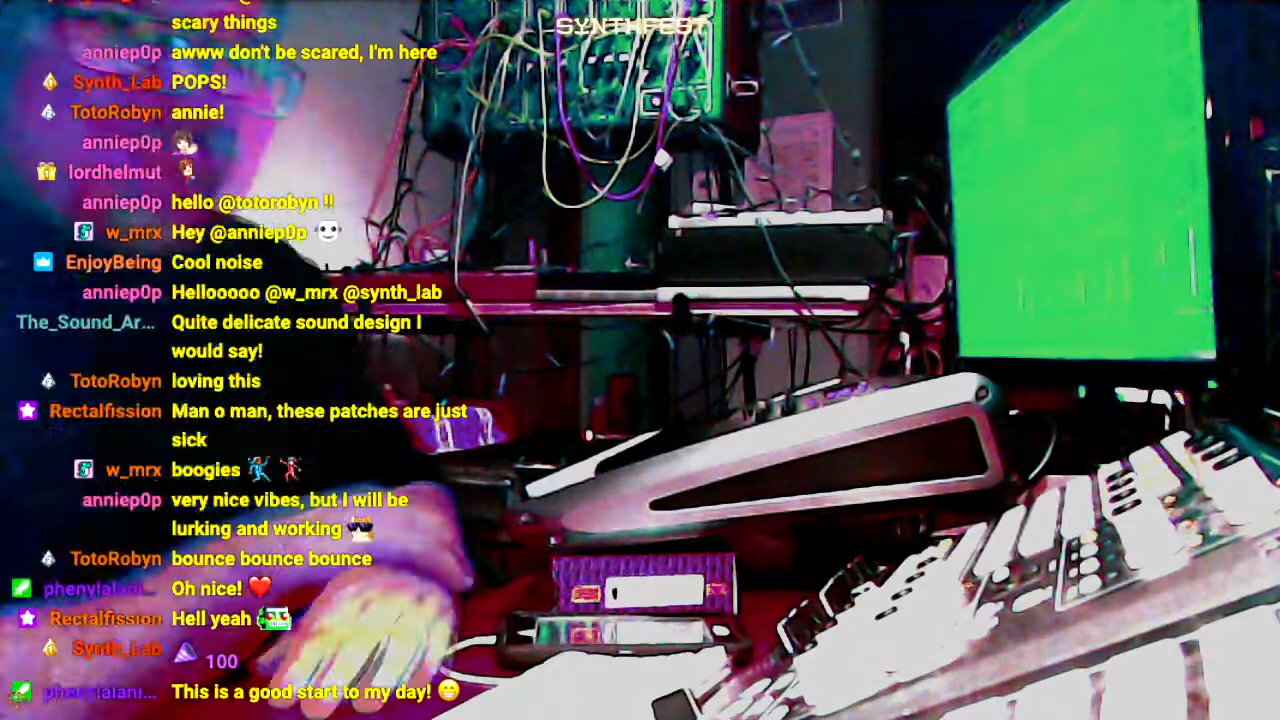 SYNTHFEST
scary things
anniep0p awww don't be scared, I'm here
Synth_Lab POPS!
TotoRobyn annie!
anniep0p
lordhelmut
anniep0p hello @totorobyn !!
w_mrx Hey @anniep0p
EnjoyBeing Cool noise
anniep0p Hellooooo @w_mrx @synth_lab
The_Sound_Ar... Quite delicate sound design I
would say!
TotoRobyn loving this
Rectalfission Man o man, these patches are just
sick
w_mrx boogies
anniep0p very nice vibes, but I will be
lurking and working
TotoRobyn bounce bounce bounce
phenylalani... Oh nice! ❤️
Rectalfission Hell yeah
Synth_Lab 100
phenylalani... This is a good start to my day! 😁